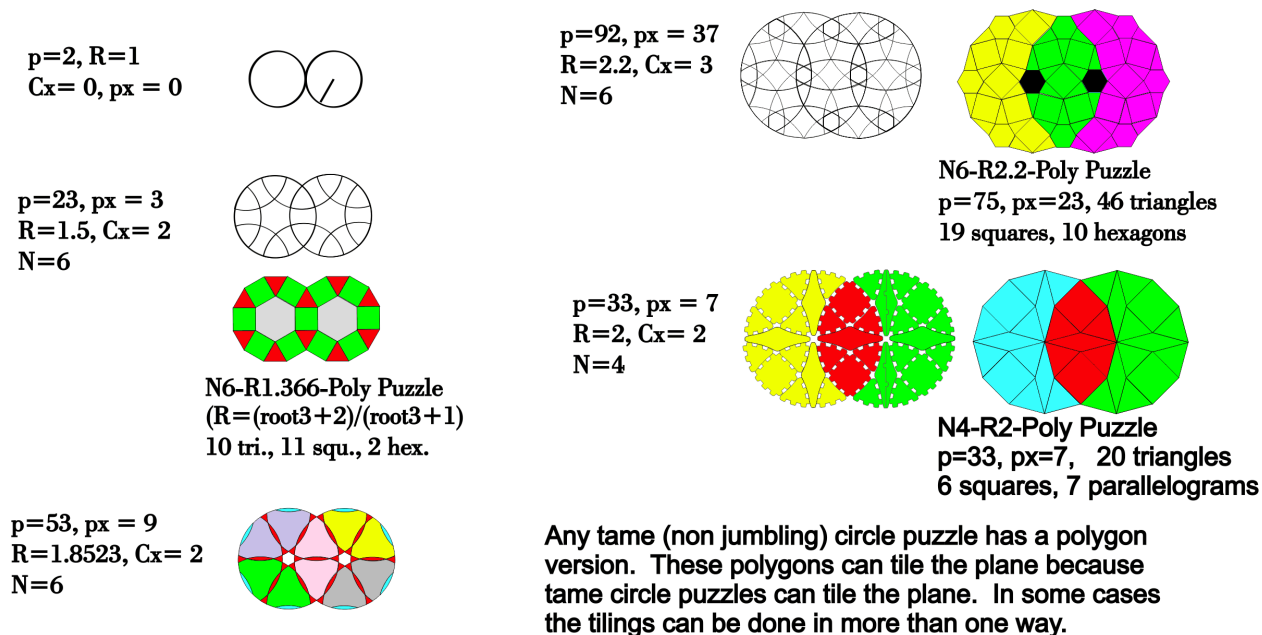 p=2, R=1
Cx= 0, px = 0
p=23, px = 3
R=1.5, Cx= 2
N=6
N6-R1.366-Poly Puzzle
(R=(root3+2)/(root3+1)
10 tri., 11 squ., 2 hex.
p=53, px = 9
R=1.8523, Cx= 2
N=6
p=92, px = 37
R=2.2, Cx= 3
N=6
N6-R2.2-Poly Puzzle
p=75, px=23, 46 triangles
19 squares, 10 hexagons
p=33, px = 7
R=2, Cx= 2
N=4
N4-R2-Poly Puzzle
p=33, px=7, 20 triangles
6 squares, 7 parallelograms
Any tame (non jumbling) circle puzzle has a polygon
version. These polygons can tile the plane because
tame circle puzzles can tile the plane. In some cases
the tilings can be done in more than one way.